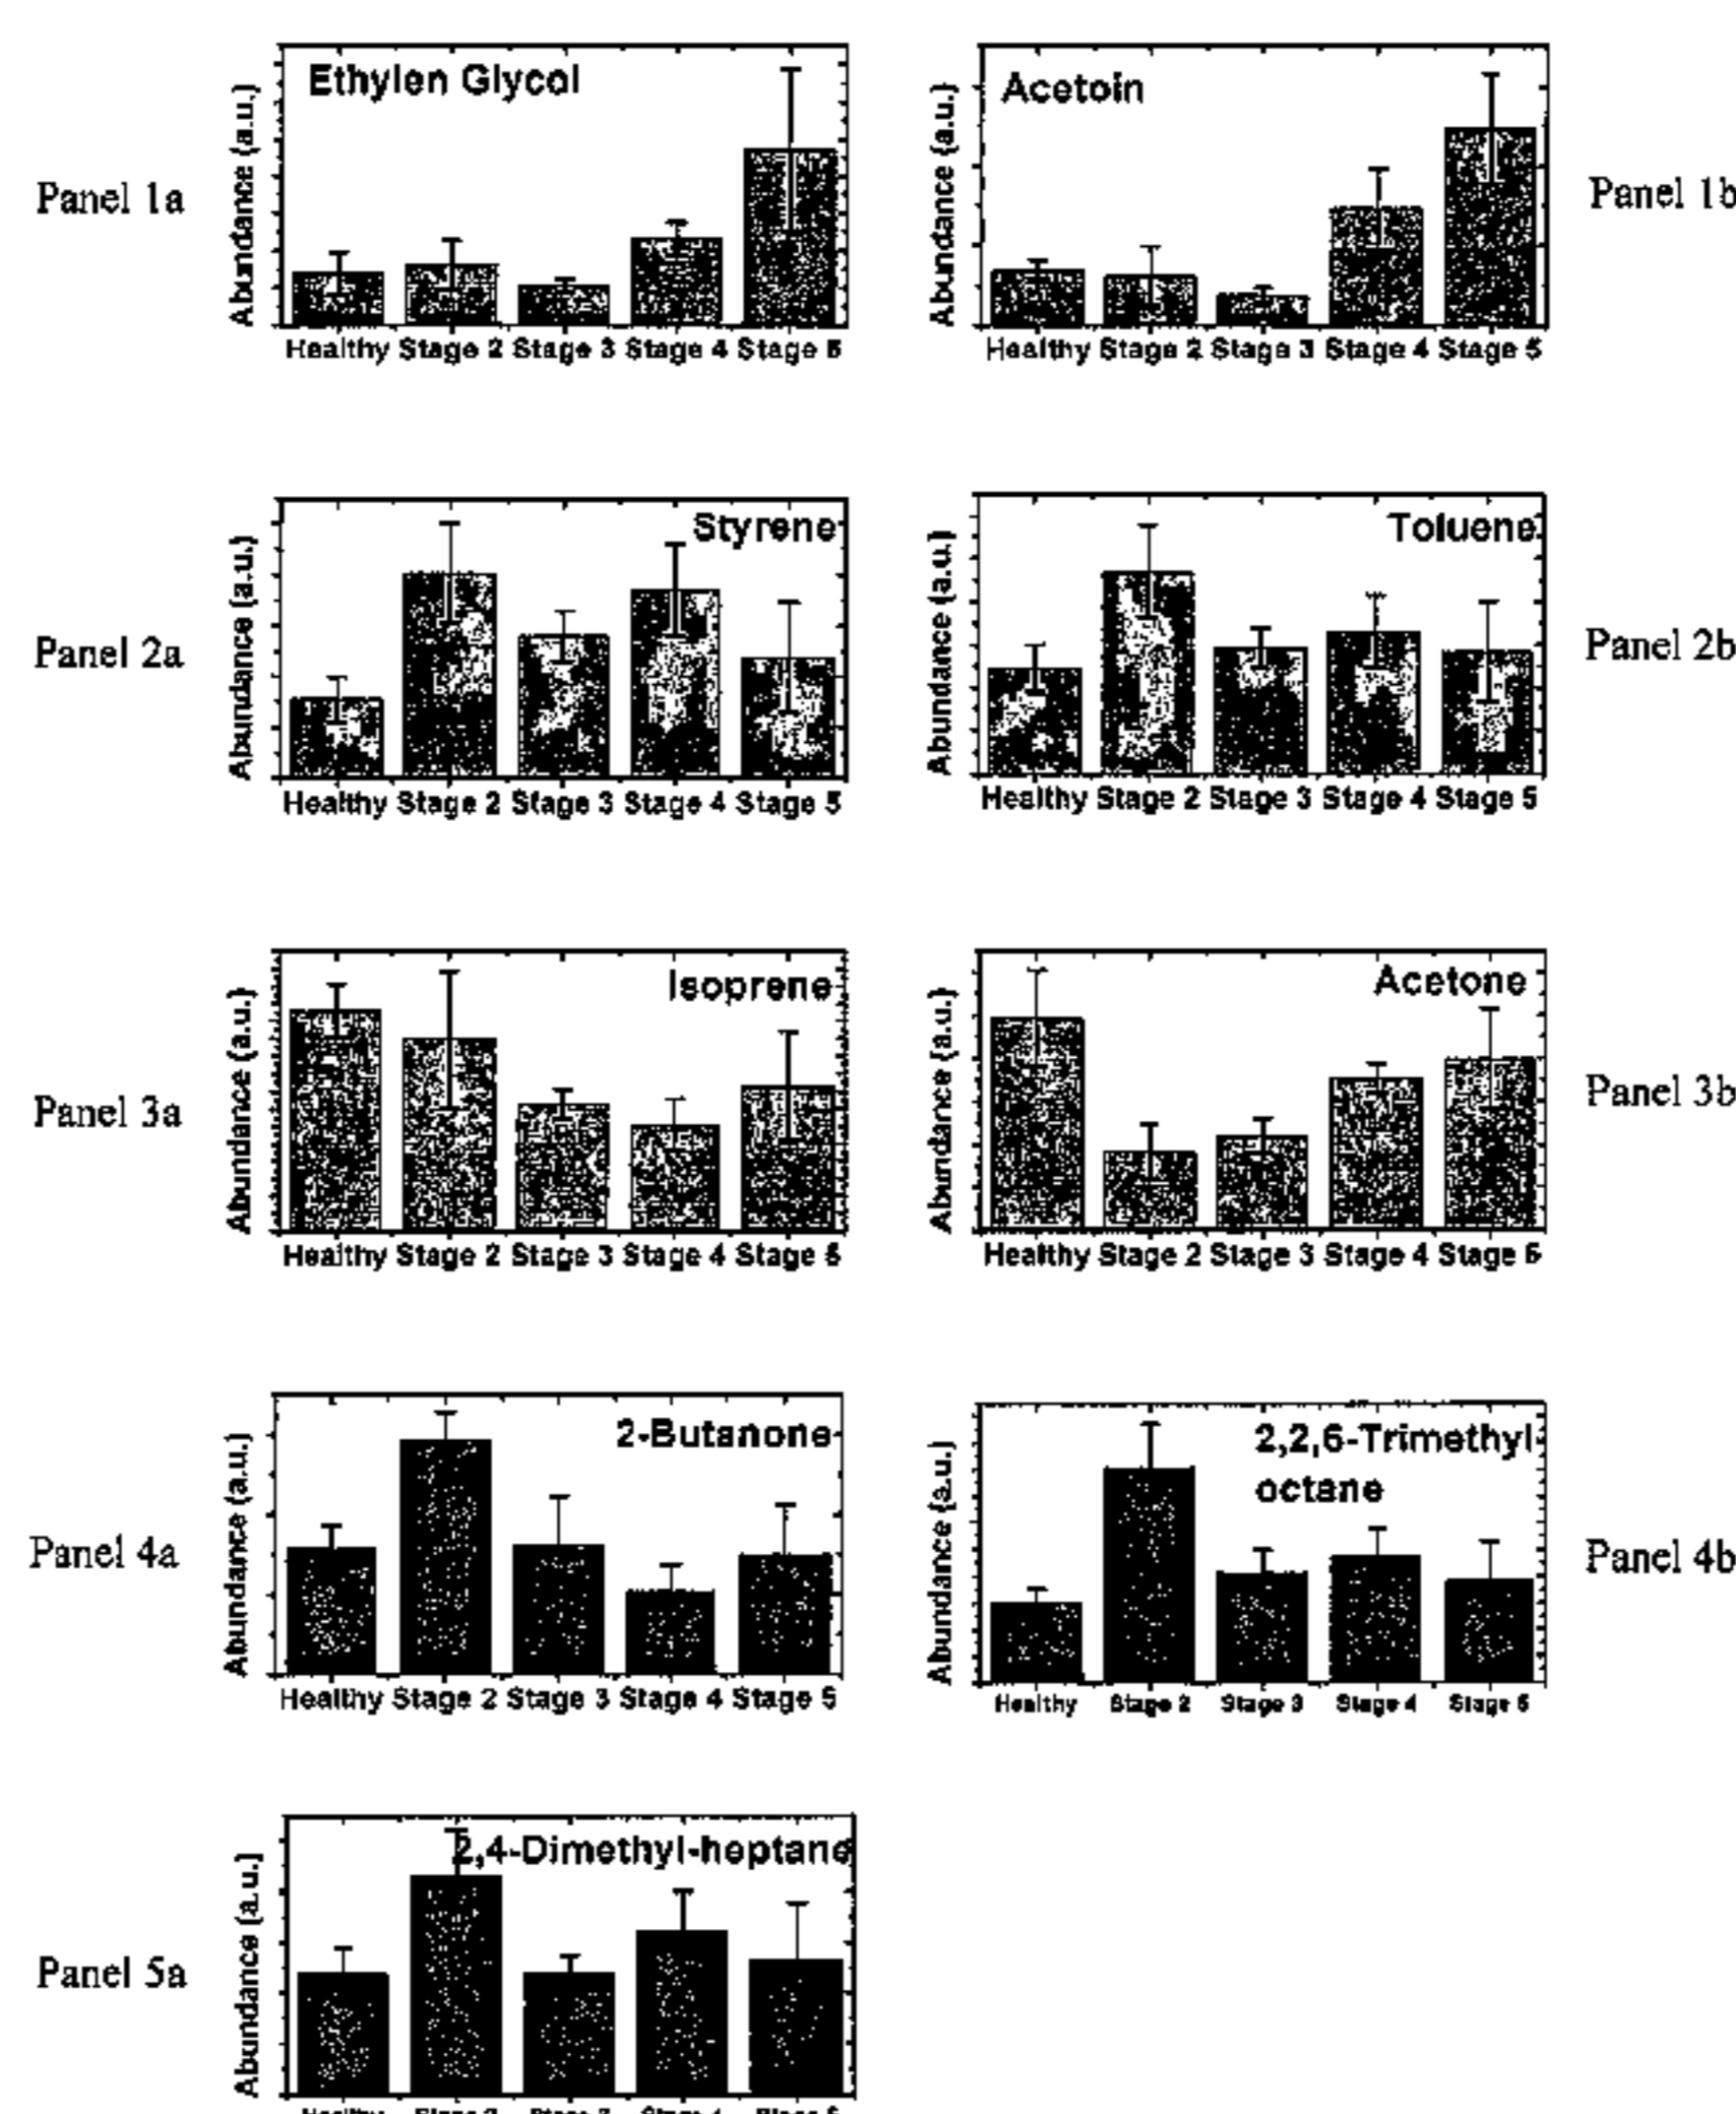 Panel 1a
Abundance (a.u.)
Ethylen Glycol
Healthy Stage 2 Stage 3 Stage 4 Stage 5
Abundance (a.u.)
Acetoin
Healthy Stage 2 Stage 3 Stage 4 Stage 5
Panel 1b
Panel 2a
Abundance (a.u.)
Styrene
Healthy Stage 2 Stage 3 Stage 4 Stage 5
Abundance (a.u.)
Toluene
Healthy Stage 2 Stage 3 Stage 4 Stage 5
Panel 2b
Panel 3a
Abundance (a.u.)
Isoprene
Healthy Stage 2 Stage 3 Stage 4 Stage 5
Abundance (a.u.)
Acetone
Healthy Stage 2 Stage 3 Stage 4 Stage 5
Panel 3b
Panel 4a
Abundance (a.u.)
2-Butanone
Healthy Stage 2 Stage 3 Stage 4 Stage 5
Abundance (a.u.)
2,2,6-Trimethyl-
octane
Healthy Stage 2 Stage 3 Stage 4 Stage 5
Panel 4b
Panel 5a
Abundance (a.u.)
2,4-Dimethyl-heptane